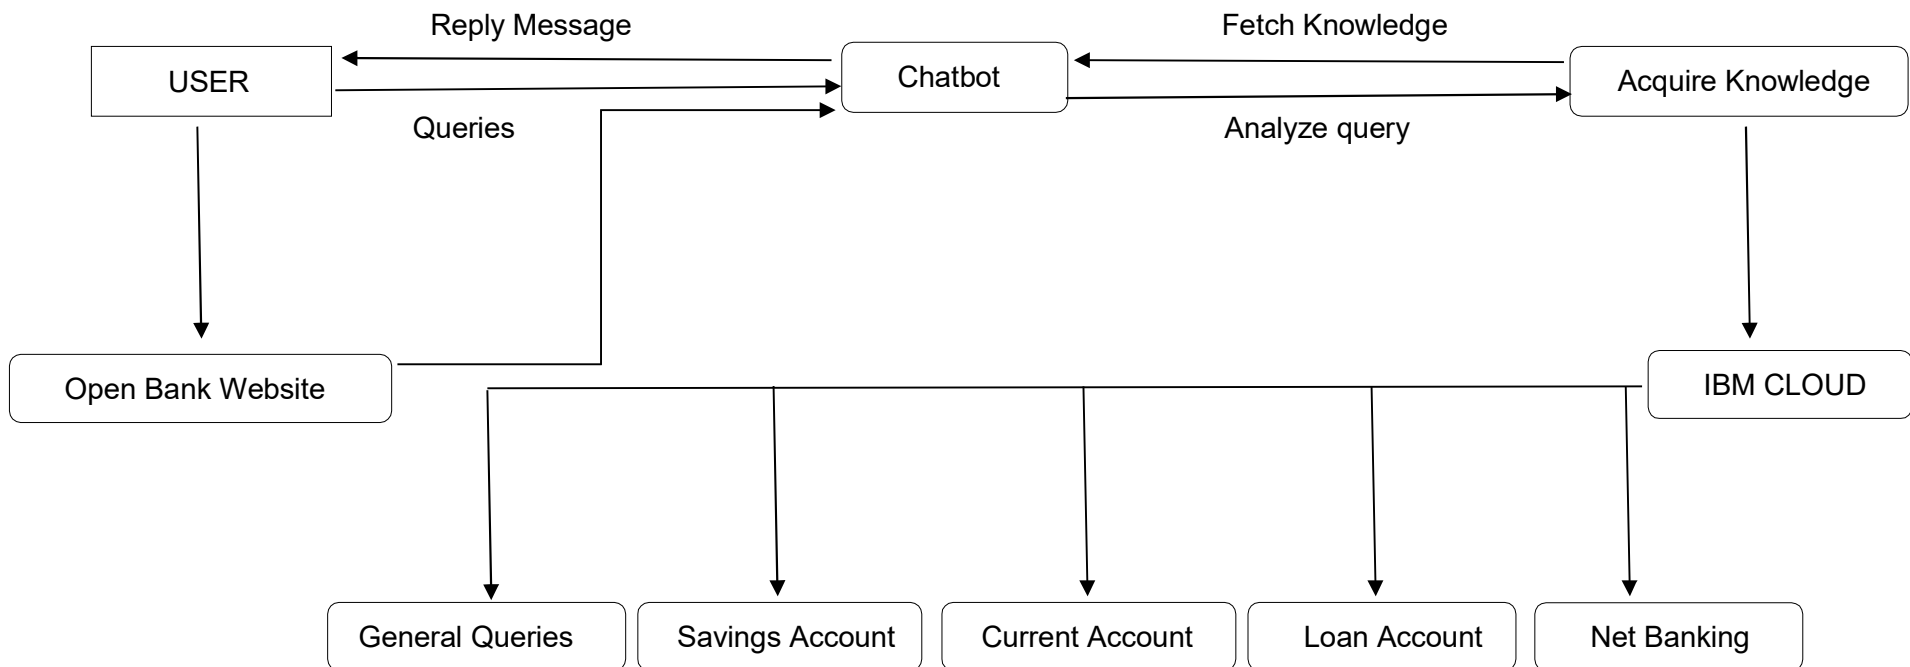 Reply Message
Fetch Knowledge
USER
Chatbot
Acquire Knowledge
Queries
Analyze query
Open Bank Website
IBM CLOUD
General Queries
Savings Account
Current Account
Loan Account
Net Banking